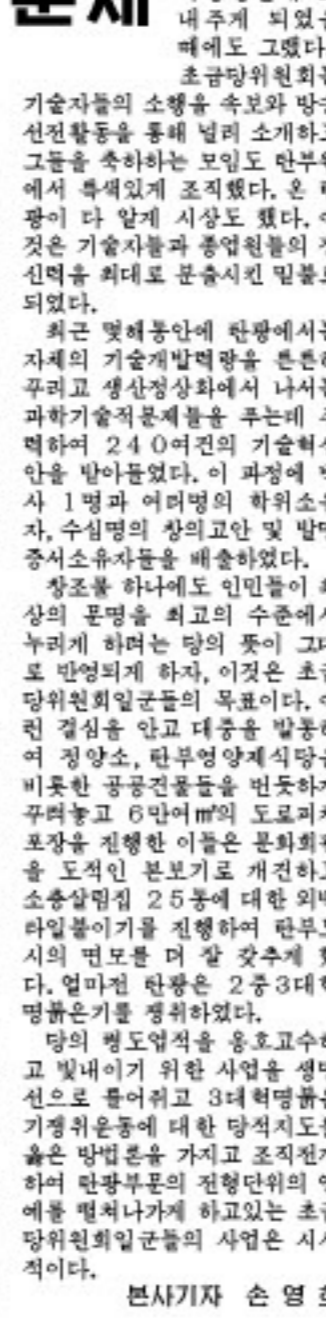 문제
내주게 되였
때에도 그랬다
초급당위원회
기술자들의 소행을 속보와 방
선전활동을 통해 널리 소개하
그들을 축하하는 모임도 탄부
에서 특색있게 조직했다. 온
광이 다 알게 시상도 했다.
것은 기술자들과 종업원들의
신력을 최대로 분출시킨 밑불
되였다.
최근 몇해동안에 탄광에서
자체의 기술개발력량을 튼튼
꾸리고 생산정상화에서 나서
과학기술적문제들을 푸는데
력하여 240여건의 기술혁
안을 받아들였다. 이 과정에
사 1명과 여러명의 학위소
자, 수십명의 창의고안 및 발
증서소유자들을 배출하였다.
창조물 하나에도 인민들이
상의 문명을 최고의 수준에
누리게 하려는 당의 뜻이 그
로 반영되게 하자, 이것은 초
당위원회일군들의 목표이다.
런 결심을 안고 대중을 발동
여 정양소, 탄부영양제식당
비롯한 공공건물들을 번듯하
꾸려놓고 6만여㎡의 도로피
포장을 진행한 이들은 문화회
을 도적인 본보기로 개건하
소층살림집 25동에 대한 외
타일붙이기를 진행하여 탄부
시의 면모를 더 잘 갖추게
다. 얼마전 탄광은 2중3대
명붉은기를 쟁취하였다.
당의 령도업적을 옹호고수
고 빛내이기 위한 사업을 생
선으로 틀어쥐고 3대혁명붉
기쟁취운동에 대한 당적지도
옳은 방법론을 가지고 조직전
하여 탄광부문의 전형단위의
예를 떨쳐나가게 하고있는 초
당위원회일군들의 사업은 시
적이다.
본사기자 손 영